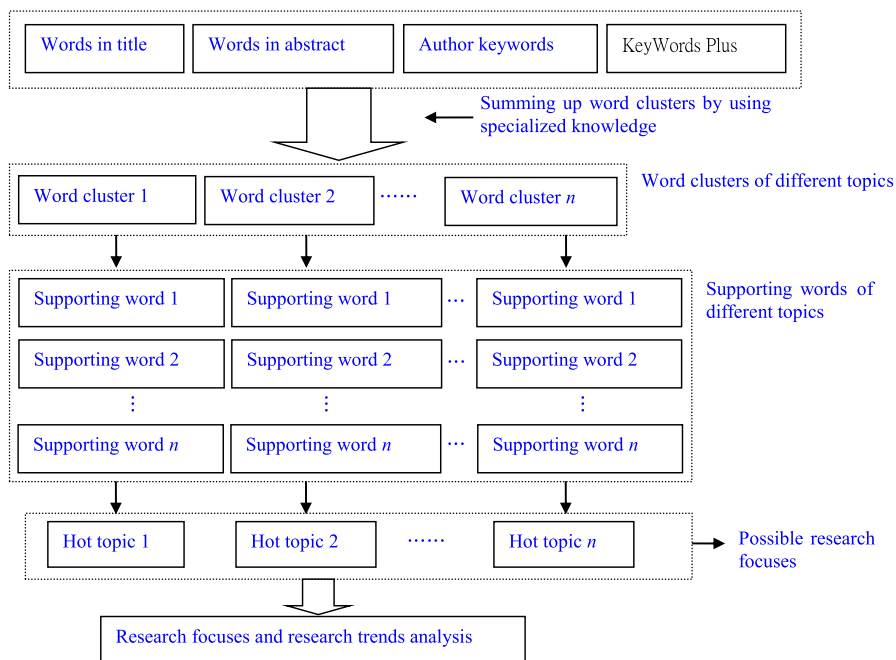 Words in title
Words in abstract
Author keywords
KeyWords Plus
Summing up word clusters by using
specialized knowledge
Word cluster 1
Word cluster 2
······
Word cluster n
Word clusters of different topics
Supporting word 1
Supporting word 1
···
Supporting word 1
Supporting words of
different topics
Supporting word 2
Supporting word 2
···
Supporting word 2
⋮
⋮
⋮
Supporting word n
Supporting word n
···
Supporting word n
Hot topic 1
Hot topic 2
······
Hot topic n
Possible research
focuses
Research focuses and research trends analysis